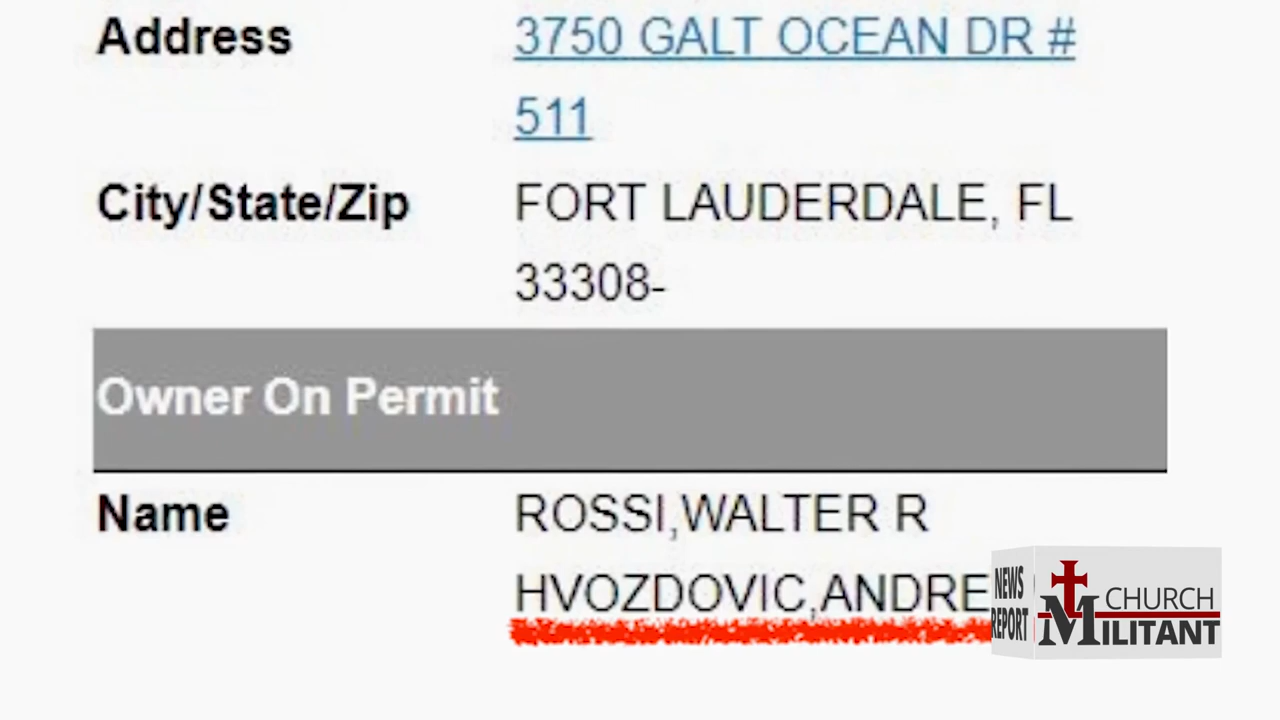 Address 3750 GALT OCEAN DR #
511
City/State/Zip FORT LAUDERDALE, FL
33308-
Owner On Permit
Name ROSSI,WALTER R
HVOZDOVIC,ANDRE
NEWS
REPORT
CHURCH
MILITANT